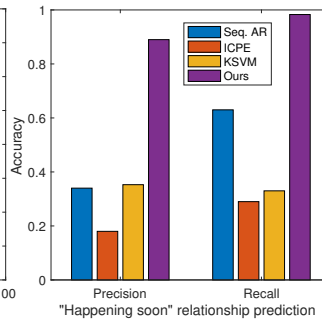 1
Seq. AR
ICPE
KSVM
Ours
0.8
0.6
0.4
0.2
0
Accuracy
00
Precision Recall
"Happening soon" relationship prediction